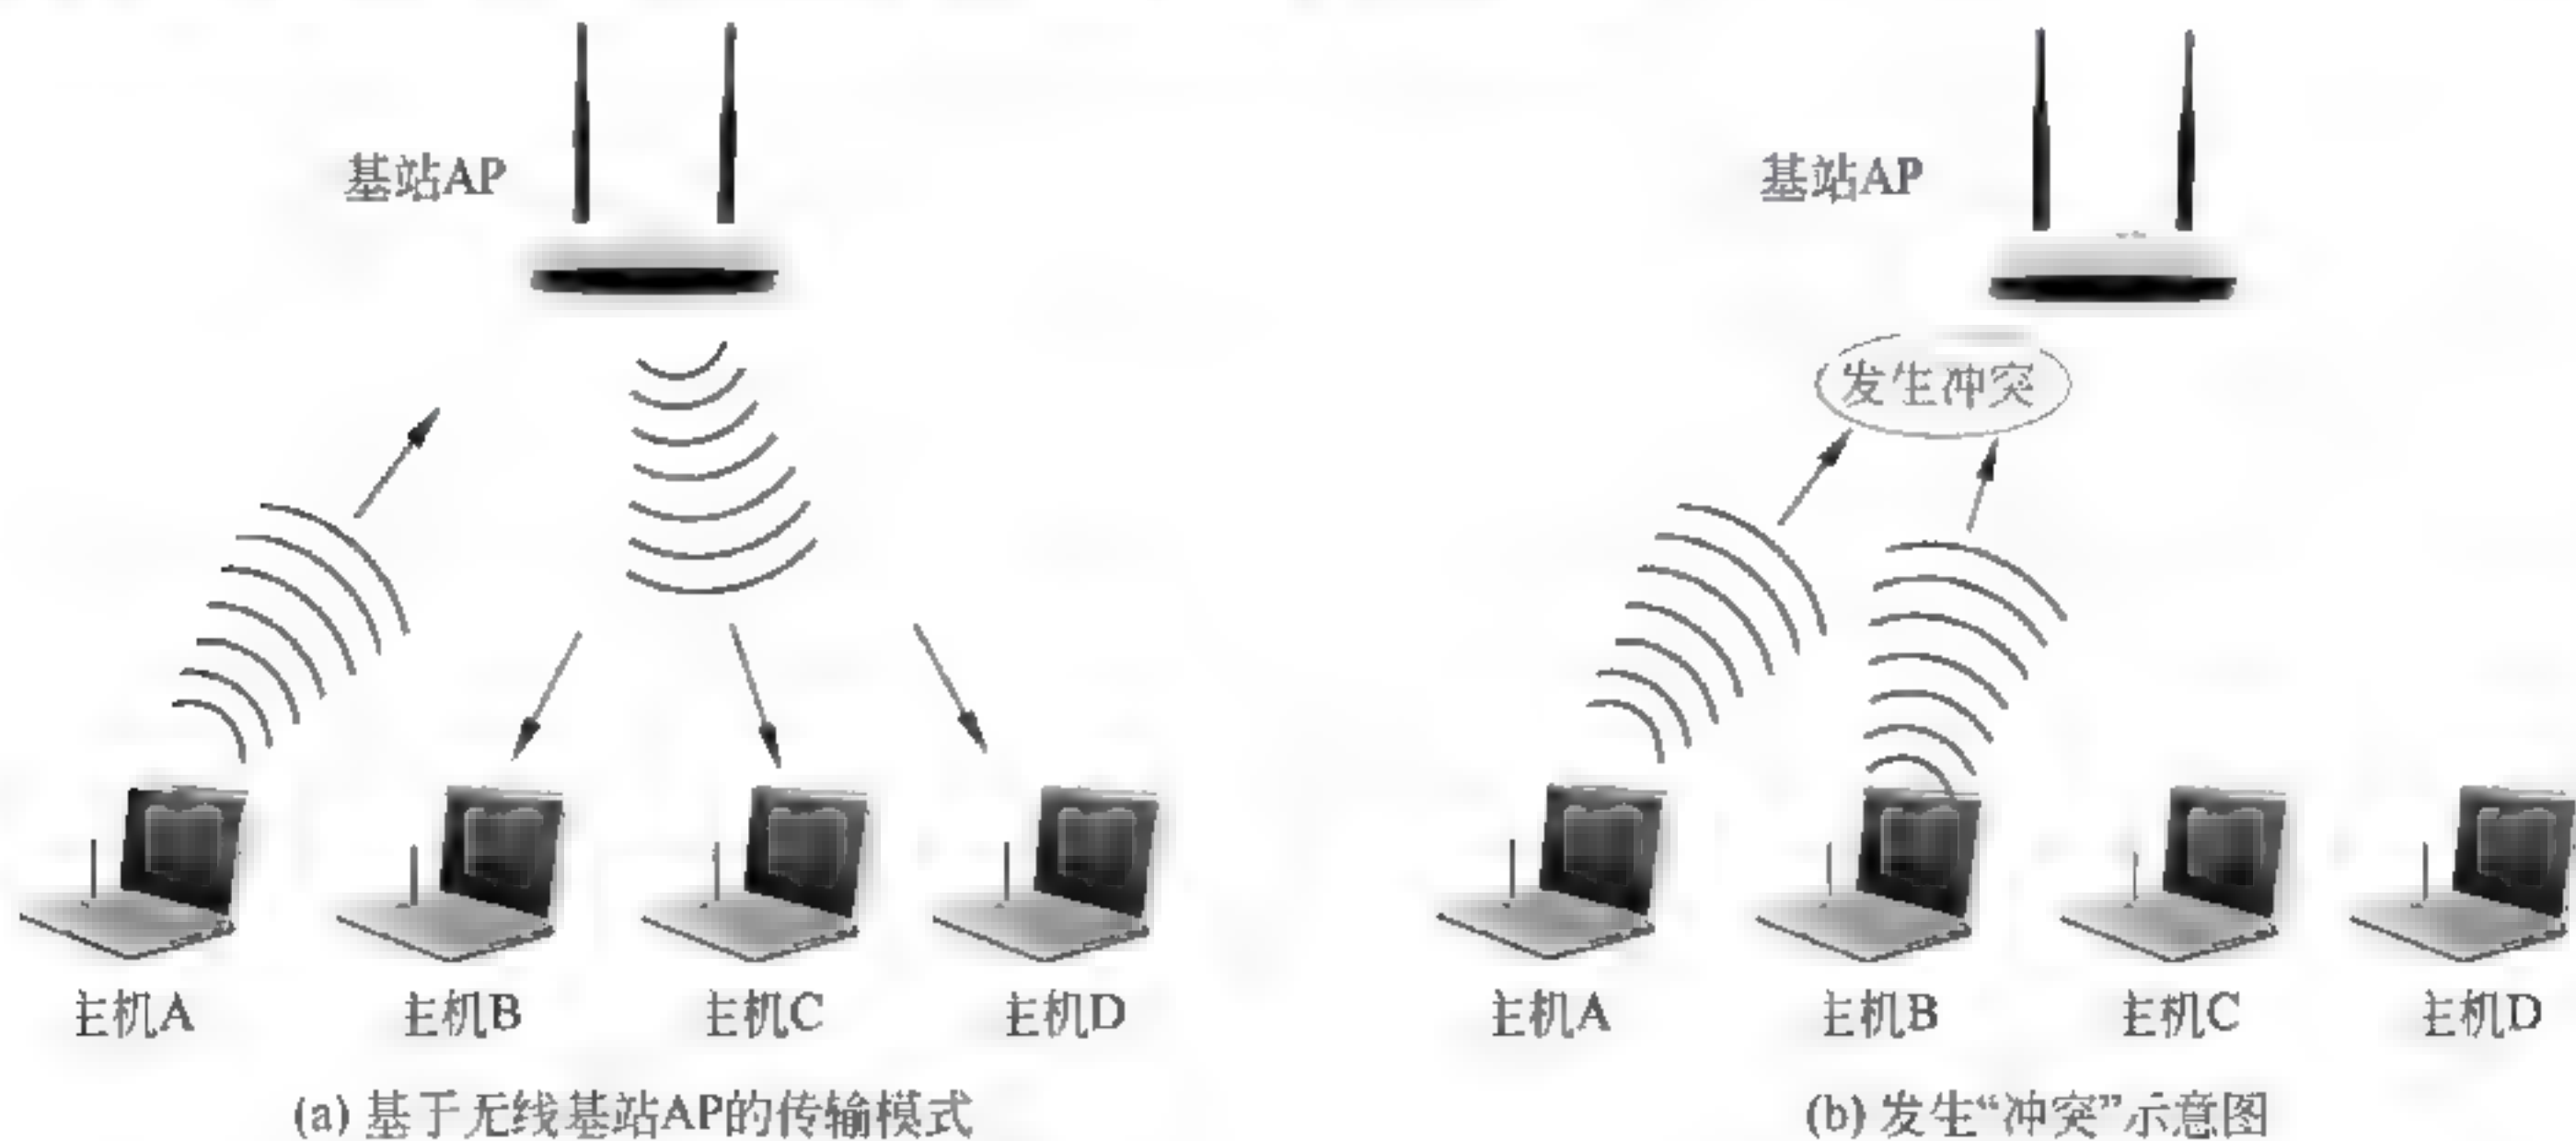 基站AP
基站AP
发生冲突
主机A
主机B
主机C
主机D
主机A
主机B
主机C
主机D
(a) 基于无线基站AP的传输模式
(b) 发生“冲突”示意图